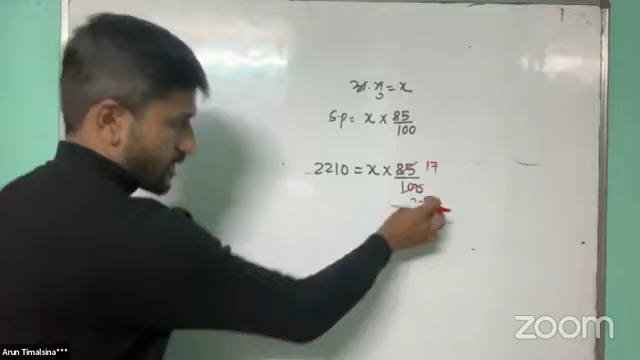 अ.मू = x
S.P = x × 85/100
2210 = x × 85/100 17
Arun Timalsina***
zoom